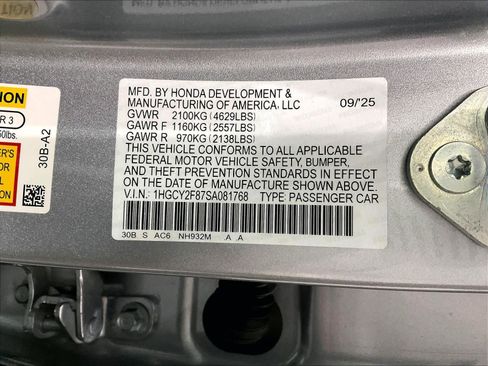 MFD. BY HONDA DEVELOPMENT &
MANUFACTURING OF AMERICA, LLC 09/'25
GVWR 2100KG (4629LBS)
GAWR F 1160KG (2557LBS)
GAWR R 970KG (2138LBS)
THIS VEHICLE CONFORMS TO ALL APPLICABLE
FEDERAL MOTOR VEHICLE SAFETY, BUMPER,
AND THEFT PREVENTION STANDARDS IN EFFECT
ON THE DATE OF MANUFACTURE SHOWN ABOVE.
V.I.N.: 1HGCY2F87SA081768 TYPE PASSENGER CAR
30B S AC6 NH932M A A
30B-A2
R 3
50lbs.